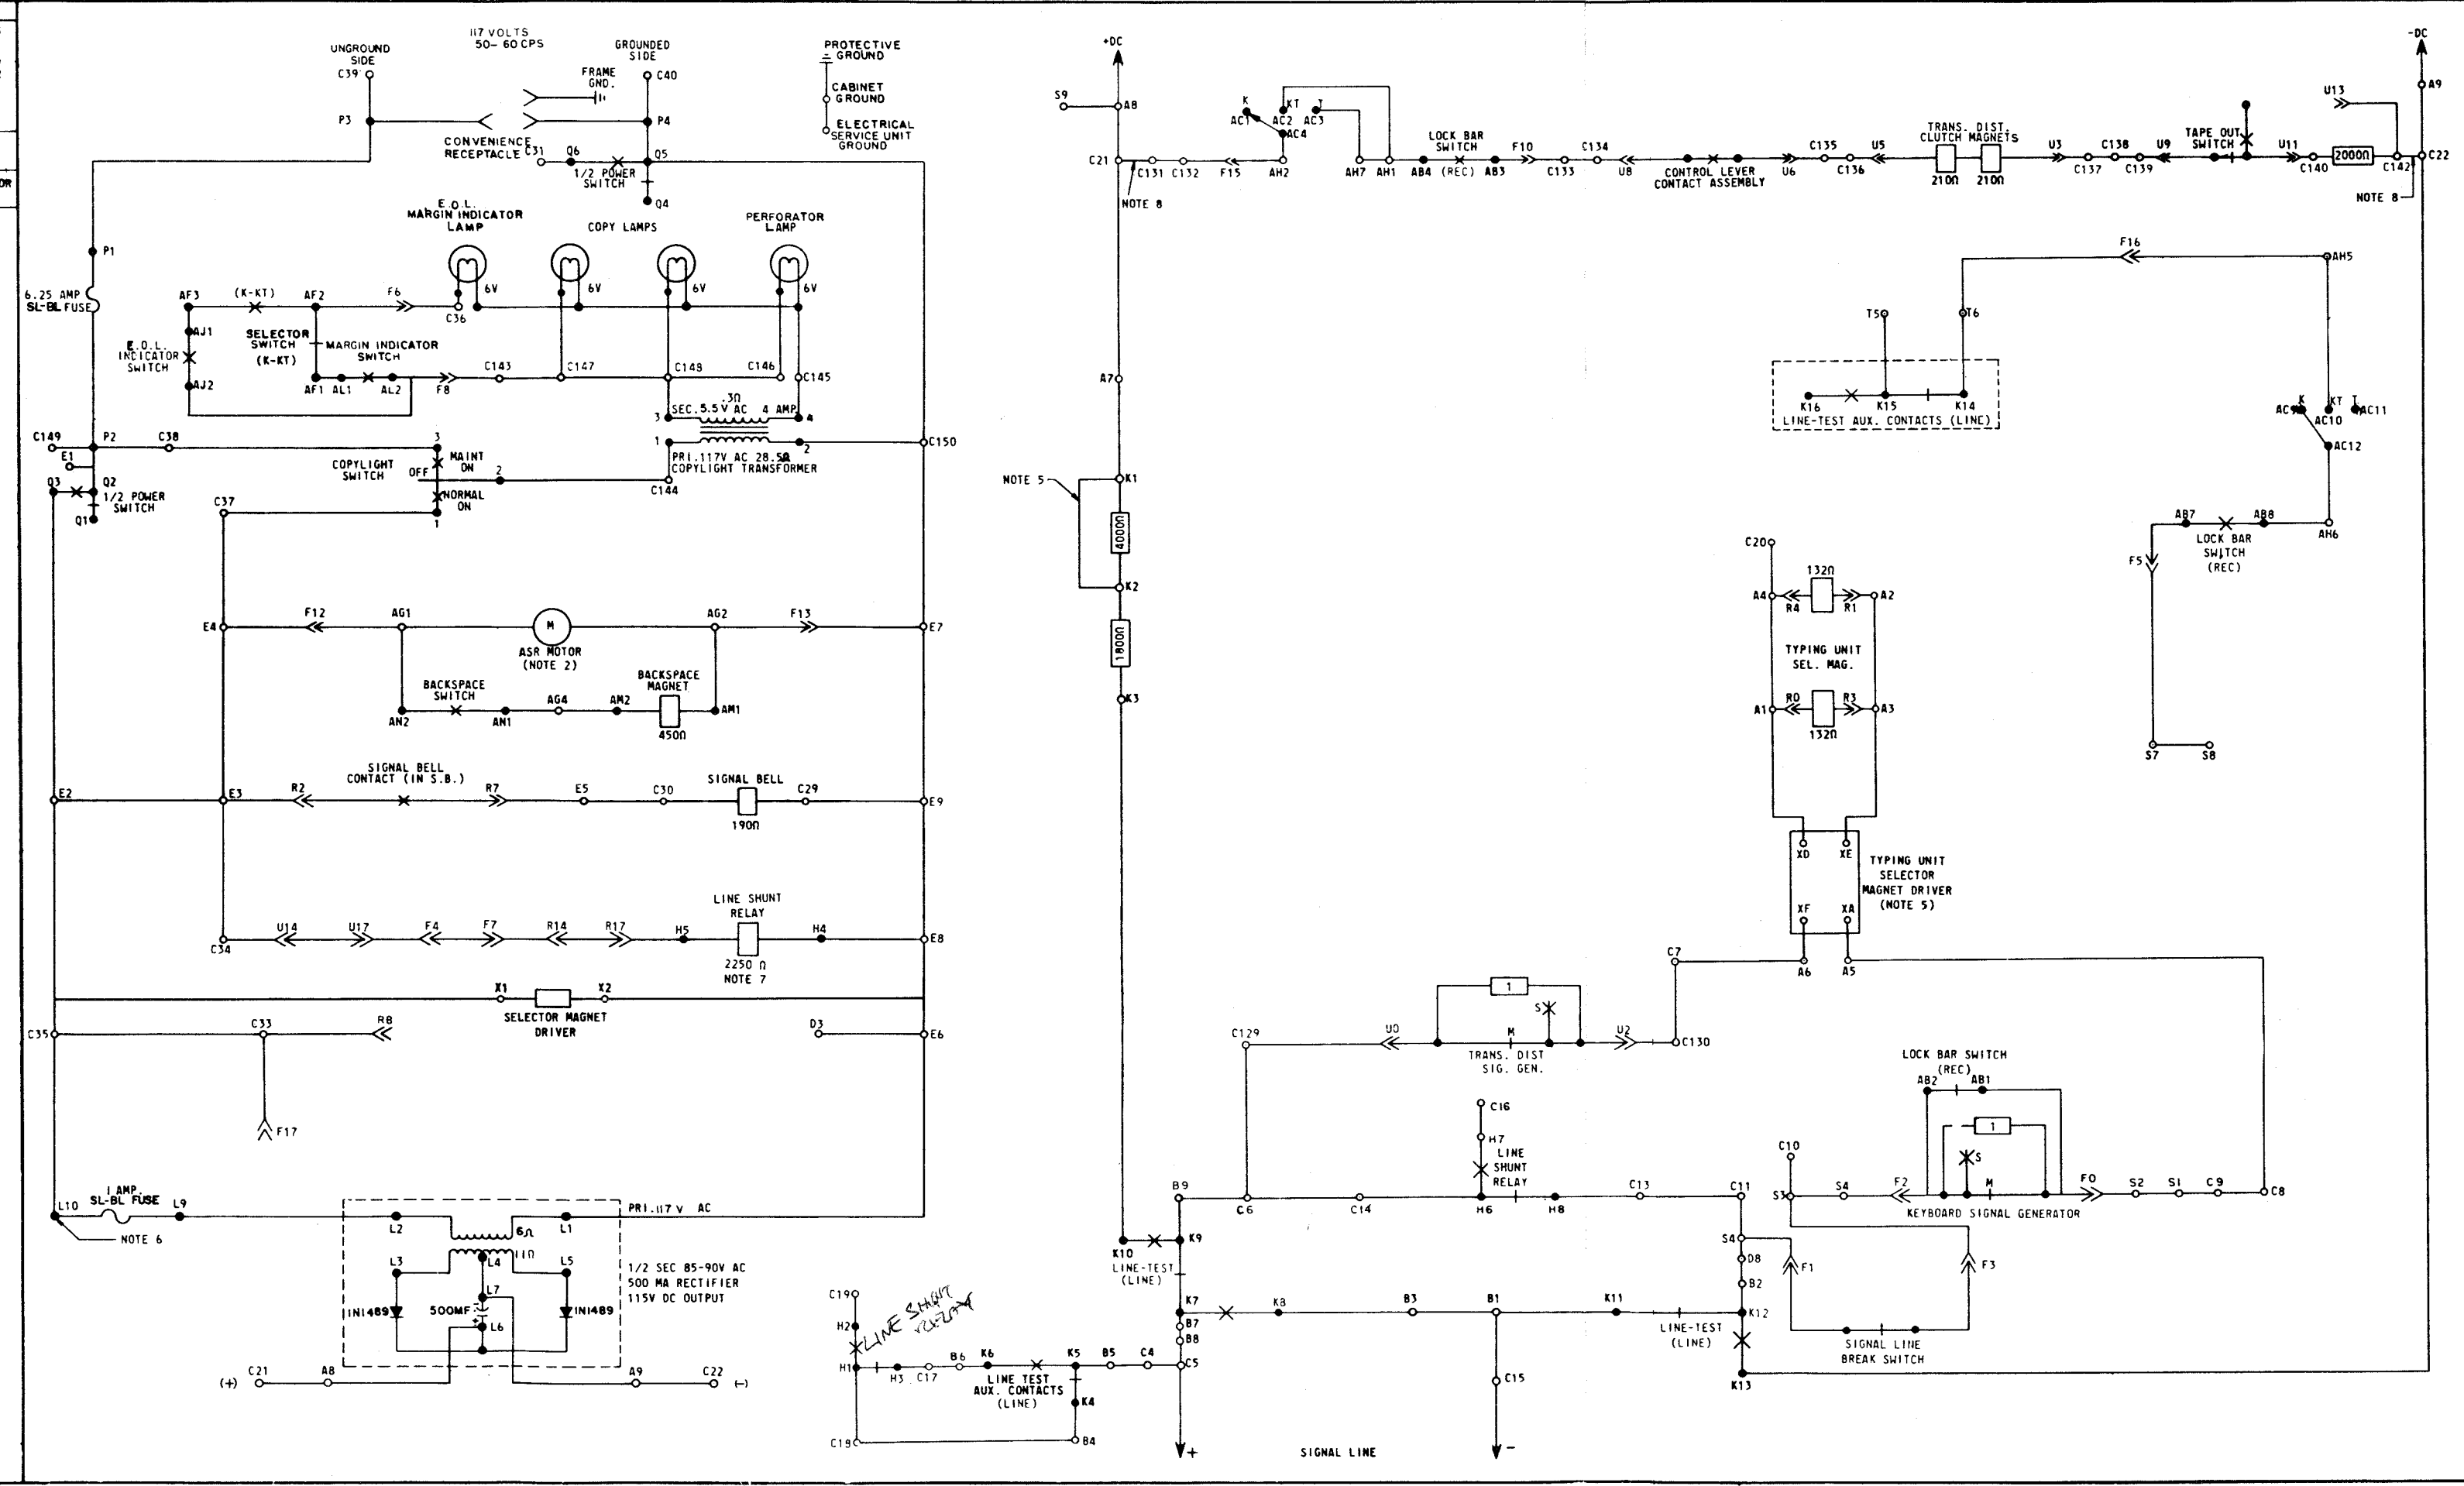 117 VOLTS
50-60 CPS
UNGROUND
SIDE
C39
GROUNDED
SIDE
C40
FRAME
GND.
PROTECTIVE
GROUND
CABINET
GROUND
ELECTRICAL
SERVICE UNIT
GROUND
P3
P4
CONVENIENCE
RECEPTACLE
C31
Q6
Q5
1/2 POWER
SWITCH
Q4
P1
6.25 AMP
SL-BL FUSE
E.O.L.
MARGIN INDICATOR
LAMP
COPY LAMPS
PERFORATOR
LAMP
6V
6V
6V
6V
AF3
(K-KT)
AF2
F6
C36
AJ1
E.O.L.
INDICATOR
SWITCH
AJ2
SELECTOR
SWITCH
(K-KT)
MARGIN INDICATOR
SWITCH
AF1
AL1
AL2
F8
C143
C147
C148
C146
C145
.3Ω
3
SEC. 5.5V AC 4 AMP
4
1
2
PRI. 117V AC 28.5Ω
COPYLIGHT TRANSFORMER
C150
C149
P2
C38
E1
Q3
Q2
1/2 POWER
SWITCH
Q1
COPYLIGHT
SWITCH
3
MAINT
ON
OFF
2
NORMAL
ON
1
C144
C37
E4
F12
AG1
M
AG2
F13
E7
ASR MOTOR
(NOTE 2)
BACKSPACE
SWITCH
BACKSPACE
MAGNET
AN2
AN1
AG4
AM2
AM1
450Ω
SIGNAL BELL
CONTACT (IN S.B.)
SIGNAL BELL
E2
E3
R2
R7
E5
C30
C29
E9
190Ω
LINE SHUNT
RELAY
C34
U14
U17
F4
F7
R14
R17
H5
H4
E8
2250 Ω
NOTE 7
X1
X2
SELECTOR MAGNET
DRIVER
C35
C33
R8
D3
E6
F17
1 AMP.
SL-BL FUSE
L10
L9
NOTE 6
L2
L1
PRI. 117 V AC
6Ω
11Ω
L3
L4
L5
L7
1N1489
500MF
1N1489
L6
1/2 SEC 85-90V AC
500 MA RECTIFIER
115V DC OUTPUT
(+)
C21
A8
A9
C22
(-)
+DC
-DC
S9
A8
A9
K
AC1
KT
AC2
T
AC3
AC4
C21
C131
C132
F15
AH2
AH7
AH1
AB4
LOCK BAR
SWITCH
(REC)
AB3
F10
C133
C134
U8
CONTROL LEVER
CONTACT ASSEMBLY
U6
C135
C136
U5
TRANS. DIST.
CLUTCH MAGNETS
210Ω
210Ω
U3
C137
C138
C139
U9
TAPE OUT
SWITCH
U11
C140
2000Ω
U13
C142
C22
NOTE 8
NOTE 8
F16
AH5
T5
T6
K16
K15
K14
LINE-TEST AUX. CONTACTS (LINE)
K
KT
T
AC10
AC11
AC12
AB7
AB8
AH6
LOCK BAR
SWITCH
(REC)
F5
S7
S8
A7
NOTE 5
K1
4000Ω
K2
1800Ω
K3
C20
132Ω
A4
R4
R1
A2
TYPING UNIT
SEL. MAG.
A1
R0
R3
A3
132Ω
XD
XE
TYPING UNIT
SELECTOR
MAGNET DRIVER
(NOTE 5)
XF
XA
A6
A5
C7
1
S
M
C129
U0
U2
C130
TRANS. DIST
SIG. GEN.
C16
H7
LINE
SHUNT
RELAY
LOCK BAR SWITCH
(REC)
AB2
AB1
1
S
M
C10
S3
S4
F2
F0
S2
S1
C9
C8
KEYBOARD SIGNAL GENERATOR
B9
C6
C14
H6
H8
C13
C11
S4
D8
B2
K10
K9
LINE-TEST
(LINE)
K7
K8
B3
B1
K11
K12
LINE-TEST
(LINE)
F1
F3
SIGNAL LINE
BREAK SWITCH
K13
B7
B8
C5
C15
C19
H2
LINE SHUNT
RELAY
H1
H3
C17
B6
K6
K5
B5
C4
LINE TEST
AUX. CONTACTS
(LINE)
K4
C18
B4
+
SIGNAL LINE
-